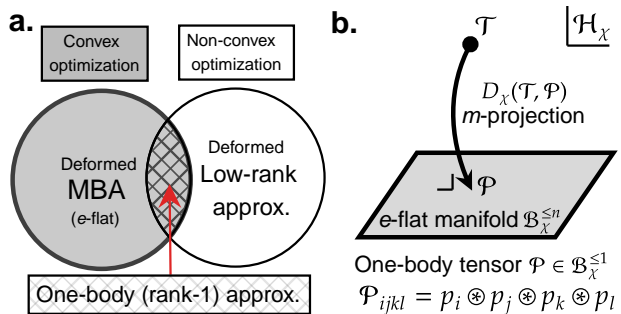 a.
Convex
optimization
Non-convex
optimization
Deformed
MBA
(e-flat)
Deformed
Low-rank
approx.
One-body (rank-1) approx.
b.
𝒯
ℋ_χ
D_χ(𝒯, 𝒫)
m-projection
𝒫
e-flat manifold ℬ_χ^{≤n}
One-body tensor 𝒫 ∈ ℬ_χ^{≤1}
𝒫_{ijkl} = p_i ⊛ p_j ⊛ p_k ⊛ p_l